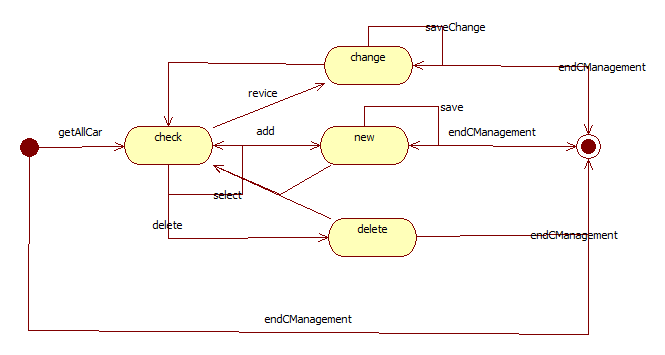 saveChange
change
endCManagement
revice
save
getAllCar
add
endCManagement
check
new
select
delete
delete
endCManagement
endCManagement